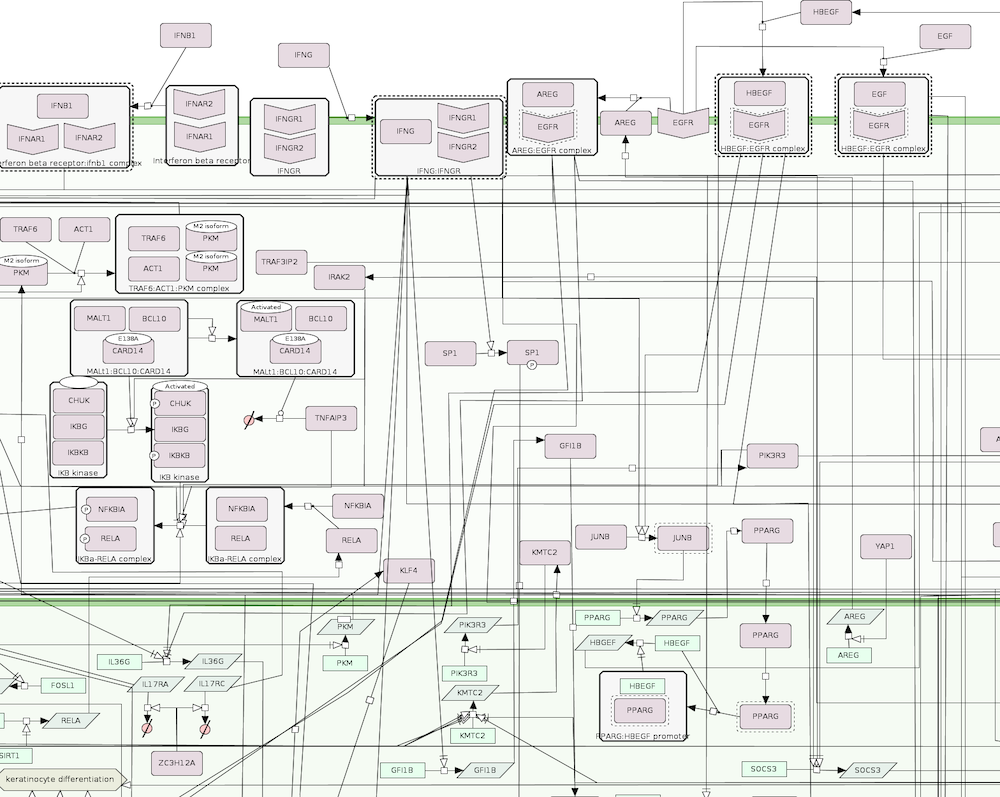 HBEGF
IFNB1
EGF
IFNG
IFNB1
IFNAR1
IFNAR2
erferon beta receptor:ifnb1 complex
IFNAR2
IFNAR1
Interferon beta receptor
IFNGR1
IFNGR2
IFNGR
IFNG
IFNGR1
IFNGR2
IFNG:IFNGR
AREG
EGFR
AREG:EGFR complex
AREG
EGFR
HBEGF
EGFR
HBEGF:EGFR complex
EGF
EGFR
HBEGF:EGFR complex
TRAF6
ACT1
M2 isoform
PKM
TRAF6
M2 isoform
PKM
ACT1
M2 isoform
PKM
TRAF6:ACT1:PKM complex
TRAF3IP2
IRAK2
MALT1
BCL10
E138A
CARD14
MALt1:BCL10:CARD14
Activated
MALT1
BCL10
E138A
CARD14
MALt1:BCL10:CARD14
SP1
SP1
P
CHUK
IKBG
IKBKB
IKB kinase
Activated
P
CHUK
IKBG
P
IKBKB
IKB kinase
TNFAIP3
GFI1B
PIK3R3
A
P
NFKBIA
P
RELA
IKBa-RELA complex
NFKBIA
RELA
IKBa-RELA complex
NFKBIA
RELA
KLF4
KMTC2
JUNB
JUNB
PPARG
YAP1
PKM
PKM
PIK3R3
PIK3R3
KMTC2
KMTC2
PPARG
PPARG
HBGEF
HBEGF
PPARG
AREG
AREG
IL36G
IL36G
FOSL1
IL17RA
IL17RC
RELA
SIRT1
HBEGF
PPARG
PPARG:HBEGF promoter
PPARG
ZC3H12A
GFI1B
GFI1B
SOCS3
SOCS3
keratinocyte differentiation